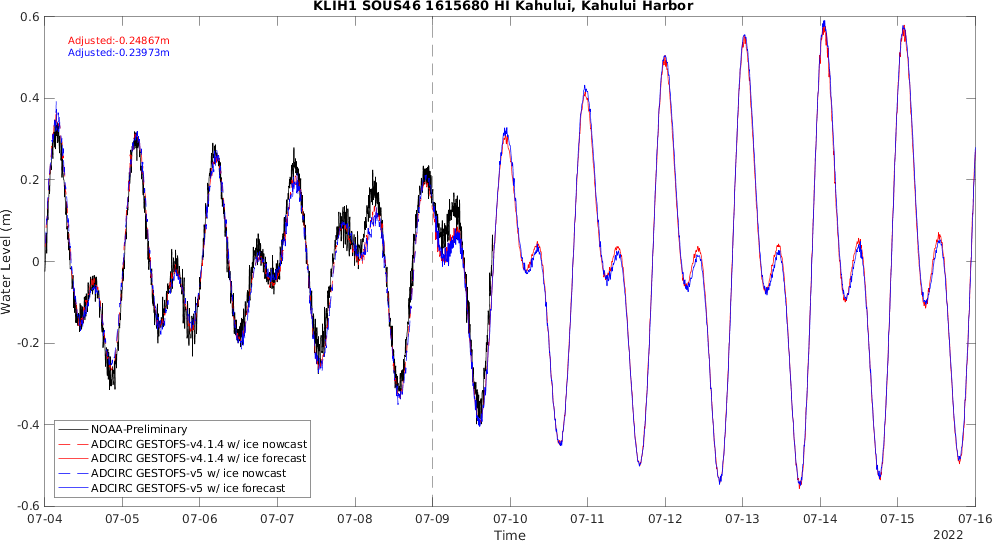 KLIH1 SOUS46 1615680 HI Kahului, Kahului Harbor
Adjusted:-0.24867m
Adjusted:-0.23973m
0.6
0.4
0.2
0
-0.2
-0.4
-0.6
Water Level (m)
NOAA-Preliminary
ADCIRC GESTOFS-v4.1.4 w/ ice nowcast
ADCIRC GESTOFS-v4.1.4 w/ ice forecast
ADCIRC GESTOFS-v5 w/ ice nowcast
ADCIRC GESTOFS-v5 w/ ice forecast
07-04 07-05 07-06 07-07 07-08 07-09 07-10 07-11 07-12 07-13 07-14 07-15 07-16
Time
2022